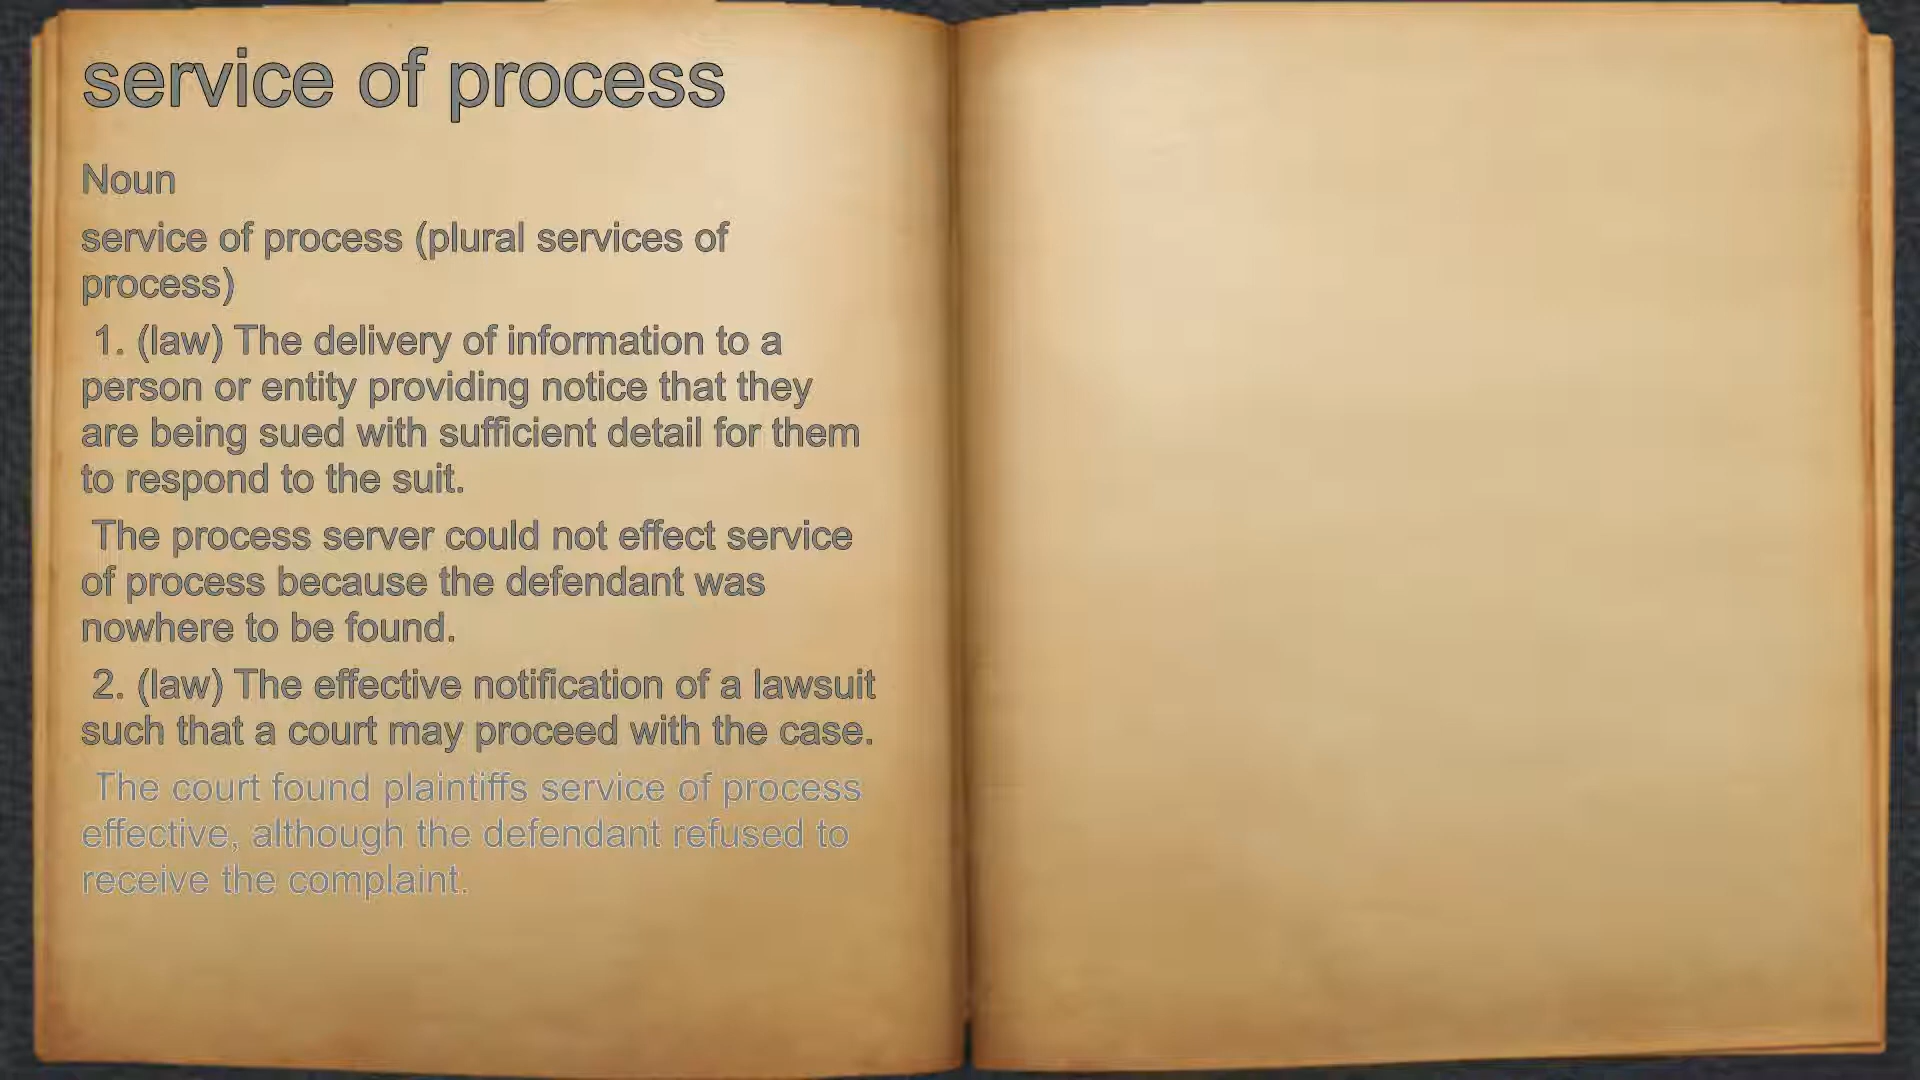 service of process
Noun
service of process (plural services of
process)
1. (law) The delivery of information to a
person or entity providing notice that they
are being sued with sufficient detail for them
to respond to the suit.
The process server could not effect service
of process because the defendant was
nowhere to be found.
2. (law) The effective notification of a lawsuit
such that a court may proceed with the case.
The court found plaintiffs service of process
effective, although the defendant refused to
receive the complaint.